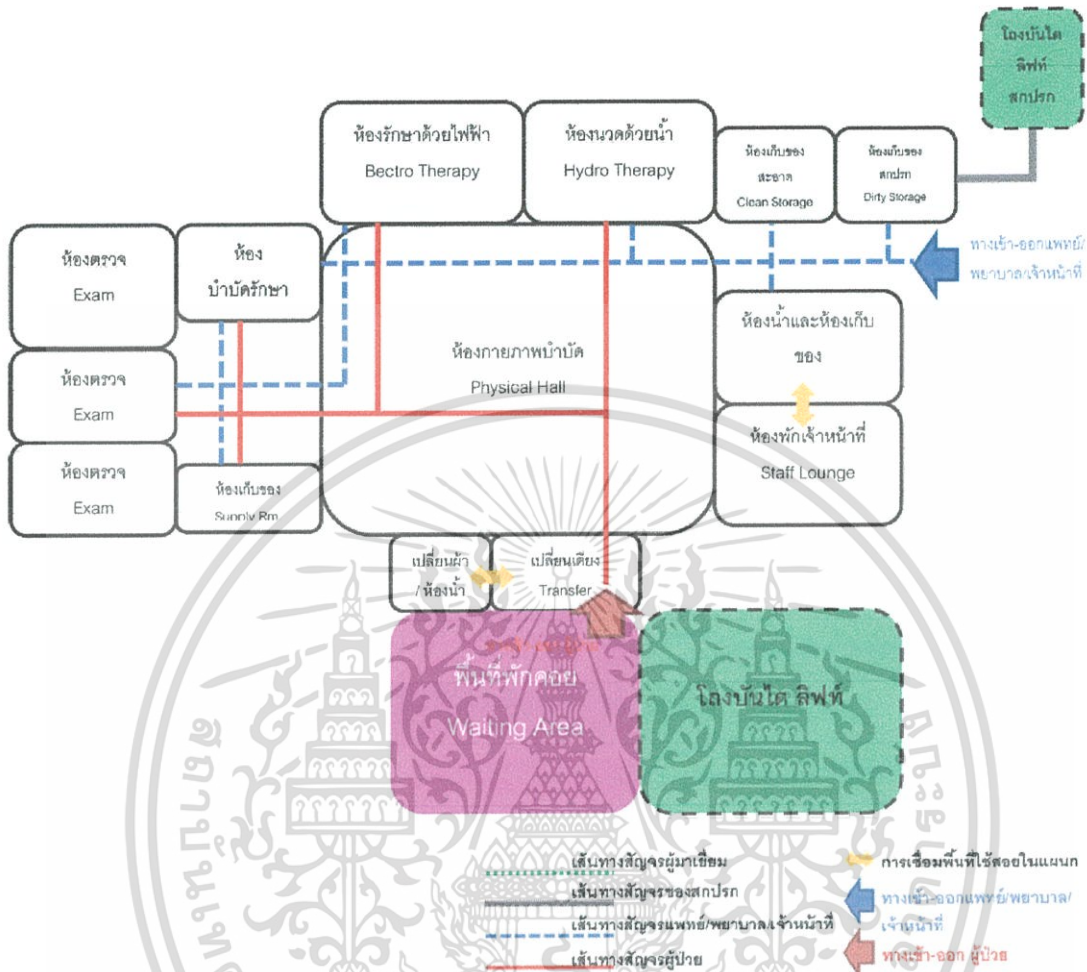 โถงบันได
ลิฟท์
สกปรก
ห้องรักษาด้วยไฟฟ้า
Bectro Therapy
ห้องนวดด้วยน้ำ
Hydro Therapy
ห้องเก็บของ
สะอาด
Clean Storage
ห้องเก็บของ
สกปรก
Dirty Storage
ห้องตรวจ
Exam
ห้อง
บำบัดรักษา
ทางเข้า-ออกแพทย์/
พยาบาล/เจ้าหน้าที่
ห้องน้ำและห้องเก็บ
ของ
ห้องกายภาพบำบัด
Physical Hall
ห้องตรวจ
Exam
ห้องพักเจ้าหน้าที่
Staff Lounge
ห้องตรวจ
Exam
ห้องเก็บของ
Supply Rm
เปลี่ยนผ้า
/ ห้องน้ำ
เปลี่ยนเตียง
Transfer
ทางเข้า-ออก ผู้ป่วย
พื้นที่พักคอย
Waiting Area
โถงบันได ลิฟท์
เส้นทางสัญจรผู้มาเยี่ยม
เส้นทางสัญจรของสกปรก
เส้นทางสัญจรแพทย์/พยาบาล/เจ้าหน้าที่
เส้นทางสัญจรผู้ป่วย
การเชื่อมพื้นที่ใช้สอยในแผนก
ทางเข้า-ออกแพทย์/พยาบาล/
เจ้าหน้าที่
ทางเข้า-ออก ผู้ป่วย